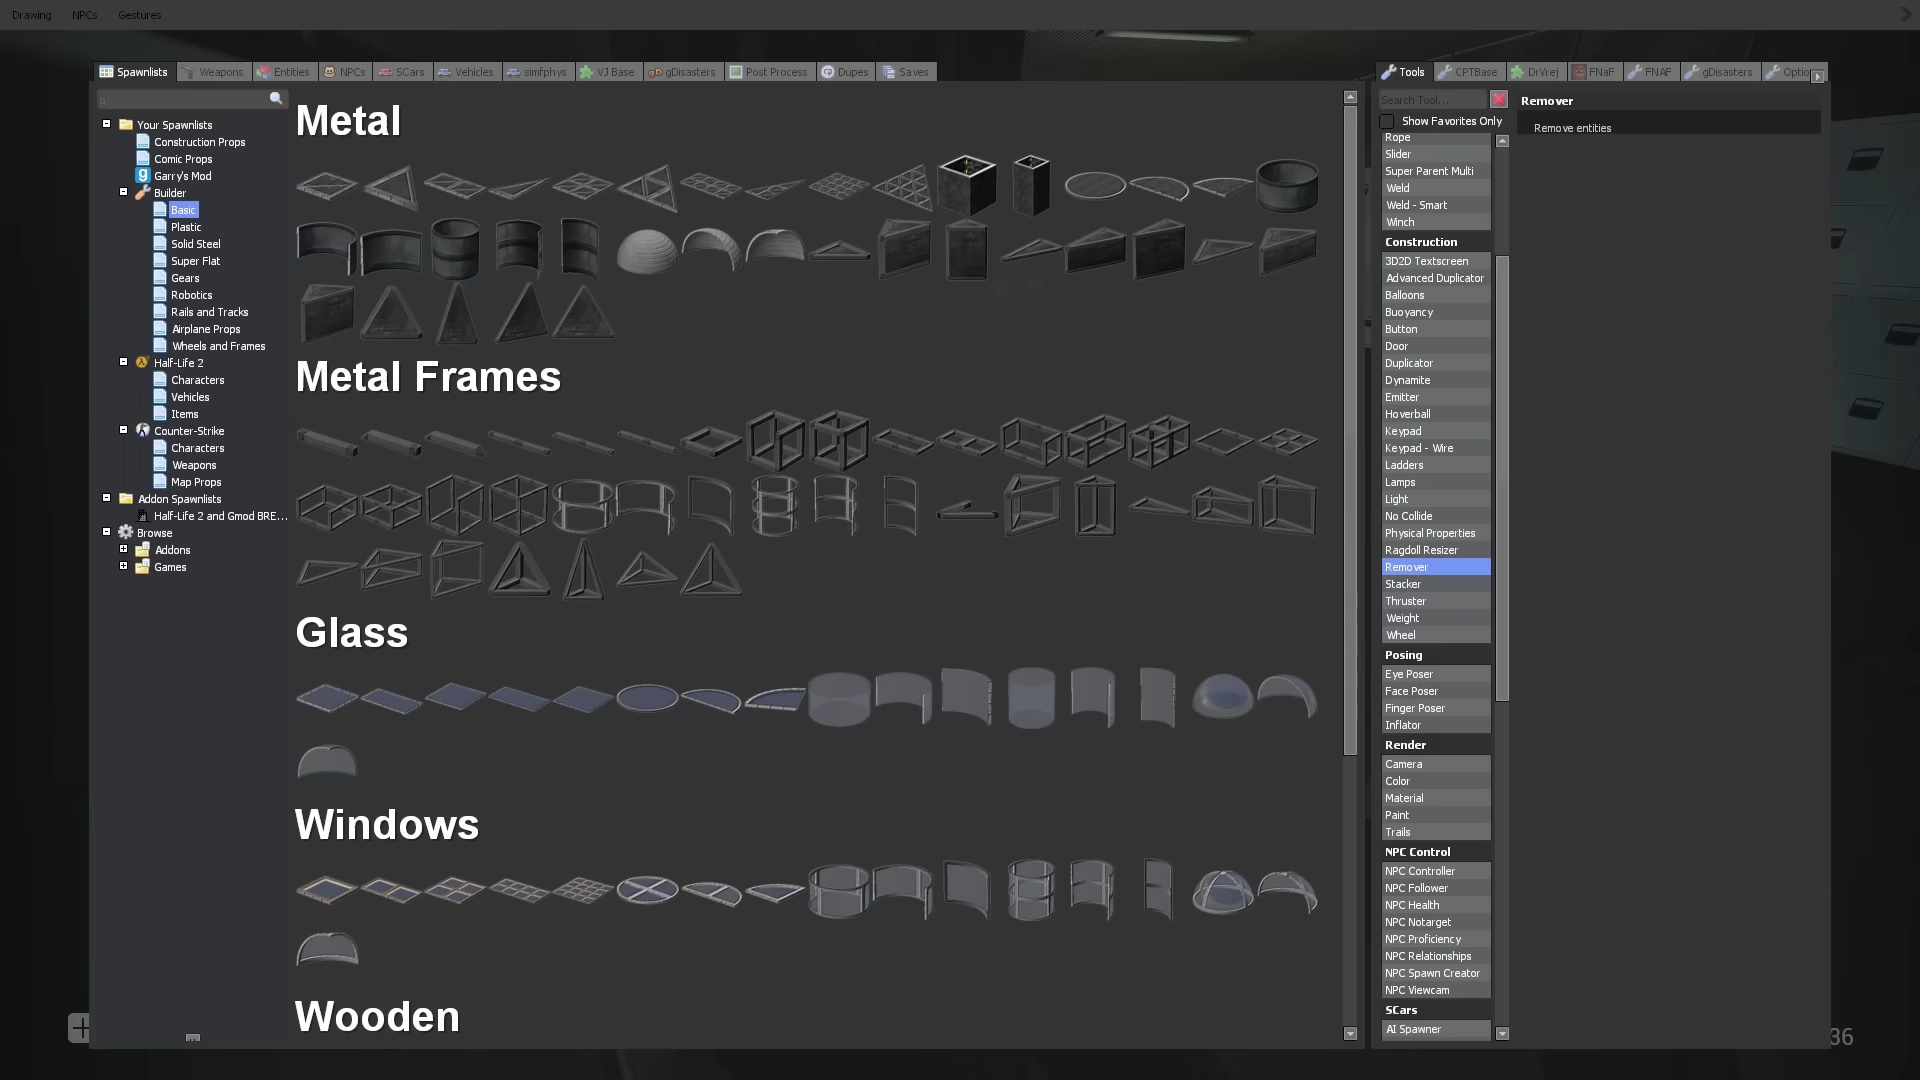 Drawing NPCs Gestures
Spawnlists Weapons Entities NPCs SCars Vehicles simfphys VJ Base gDisasters Post Process Dupes Saves
Your Spawnlists
Construction Props
Comic Props
Garry's Mod
Builder
Basic
Plastic
Solid Steel
Super Flat
Gears
Robotics
Rails and Tracks
Airplane Props
Wheels and Frames
Half-Life 2
Characters
Vehicles
Items
Counter-Strike
Characters
Weapons
Map Props
Addon Spawnlists
Half-Life 2 and Gmod BRE...
Browse
Addons
Games
Metal
Metal Frames
Glass
Windows
Wooden
Tools CPTBase DrVrej FNaF FNAF gDisasters Optio
Search Tool...
Show Favorites Only
Rope
Slider
Super Parent Multi
Weld
Weld - Smart
Winch
Construction
3D2D Textscreen
Advanced Duplicator
Balloons
Buoyancy
Button
Door
Duplicator
Dynamite
Emitter
Hoverball
Keypad
Keypad - Wire
Ladders
Lamps
Light
No Collide
Physical Properties
Ragdoll Resizer
Remover
Stacker
Thruster
Weight
Wheel
Posing
Eye Poser
Face Poser
Finger Poser
Inflator
Render
Camera
Color
Material
Paint
Trails
NPC Control
NPC Controller
NPC Follower
NPC Health
NPC Notarget
NPC Proficiency
NPC Relationships
NPC Spawn Creator
NPC Viewcam
SCars
AI Spawner
Remover
Remove entities
36